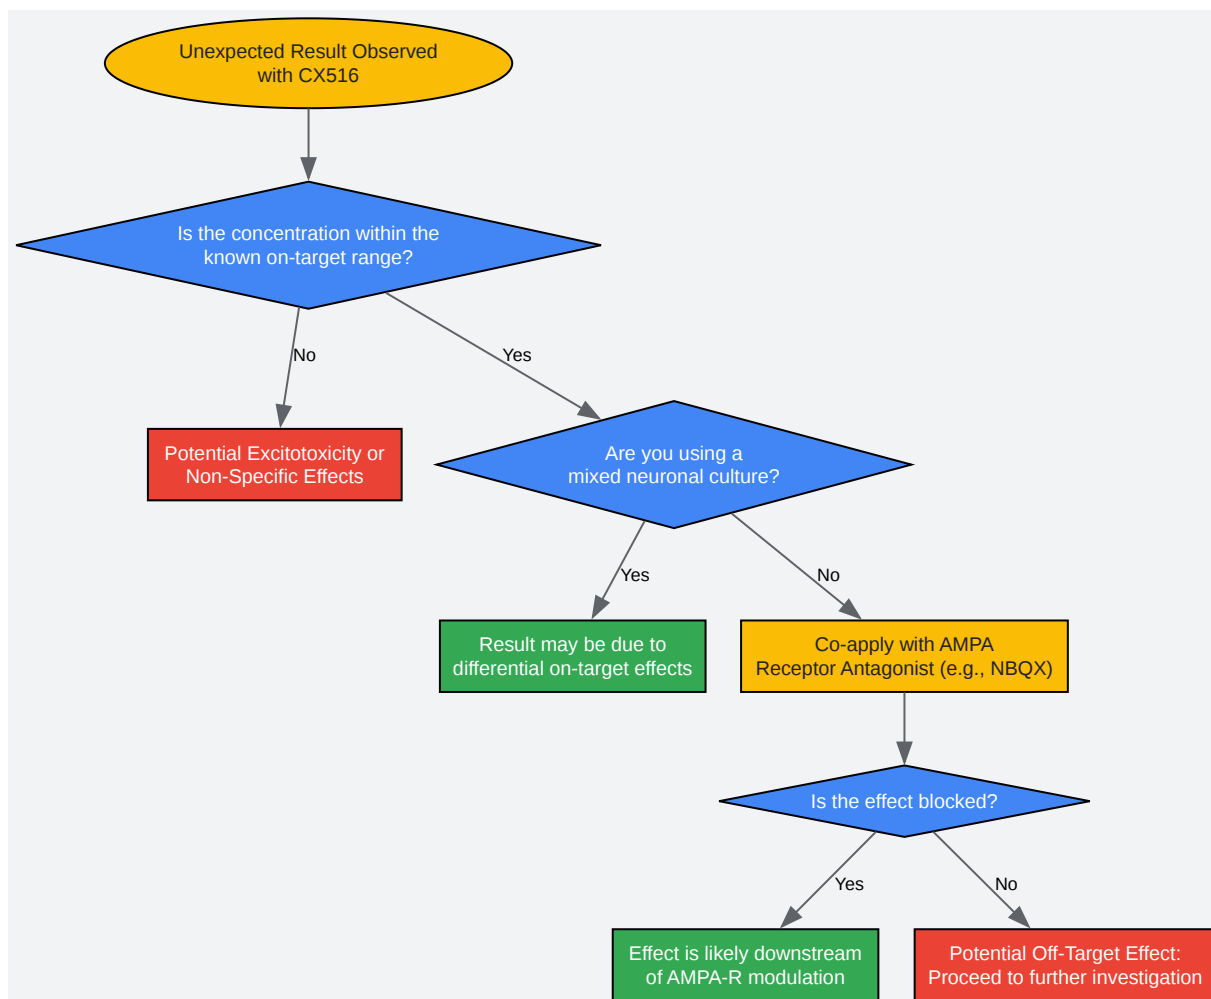 Unexpected Result Observed
with CX516
Is the concentration within the
known on-target range?
No
Yes
Potential Excitotoxicity or
Non-Specific Effects
Are you using a
mixed neuronal culture?
Yes
No
Result may be due to
differential on-target effects
Co-apply with AMPA
Receptor Antagonist (e.g., NBQX)
Is the effect blocked?
Yes
No
Effect is likely downstream
of AMPA-R modulation
Potential Off-Target Effect:
Proceed to further investigation